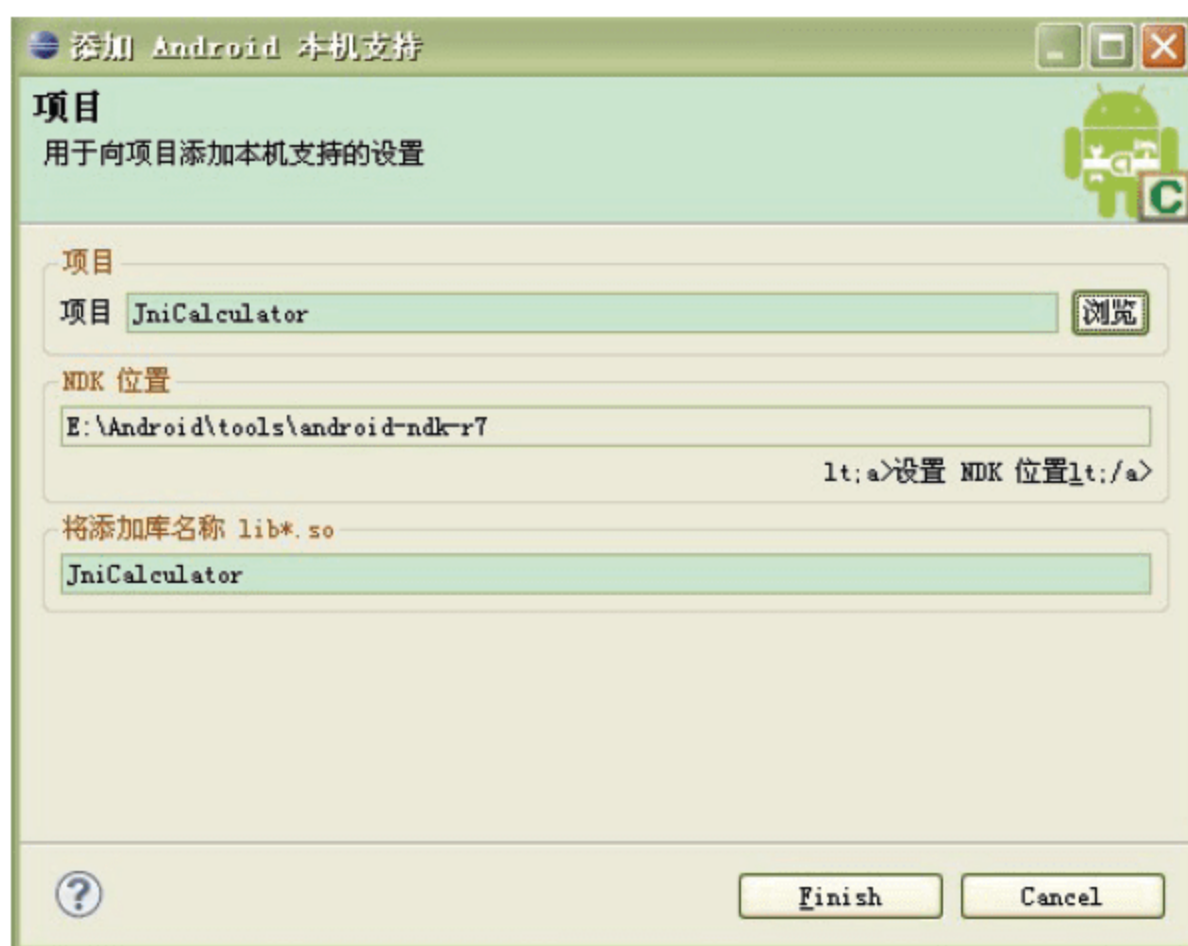 添加 Android 本机支持
项目
用于向项目添加本机支持的设置
C
项目
项目 JniCalculator 浏览
NDK 位置
E:\Android\tools\android-ndk-r7
lt;a>设置 NDK 位置lt;/a>
将添加库名称 lib*.so
JniCalculator
? Finish Cancel